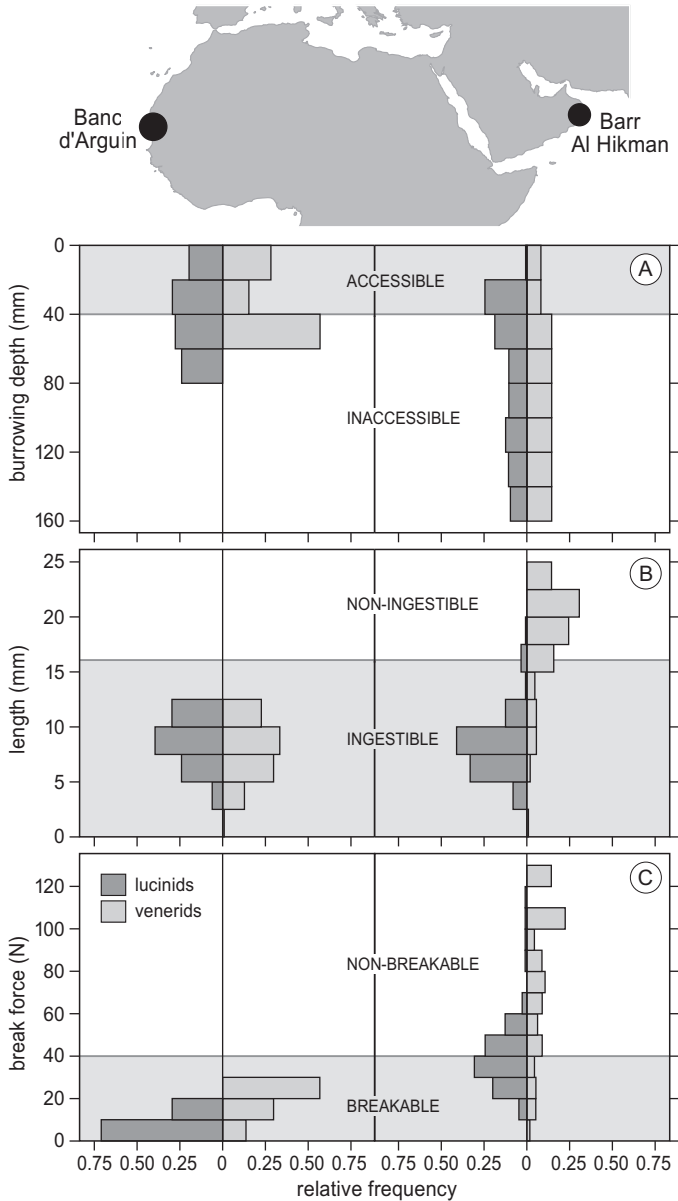 Banc
d'Arguin
Barr
Al Hikman
0
40
80
120
160
burrowing depth (mm)
ACCESSIBLE
INACCESSIBLE
A
25
20
15
10
5
0
length (mm)
NON-INGESTIBLE
INGESTIBLE
B
120
100
80
60
40
20
0
break force (N)
lucinids
venerids
NON-BREAKABLE
BREAKABLE
C
0.75 0.50 0.25 0 0.25 0.50 0.75 0.50 0.25 0 0.25 0.50 0.75
relative frequency